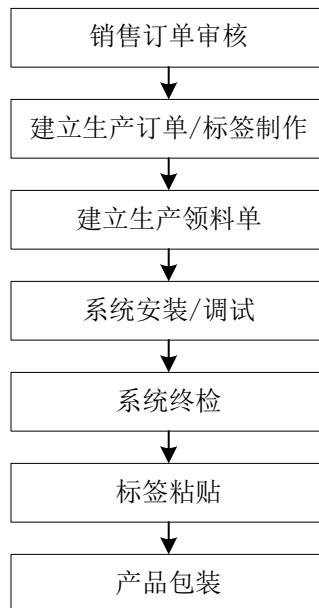 销售订单审核
建立生产订单/标签制作
建立生产领料单
系统安装/调试
系统终检
标签粘贴
产品包装